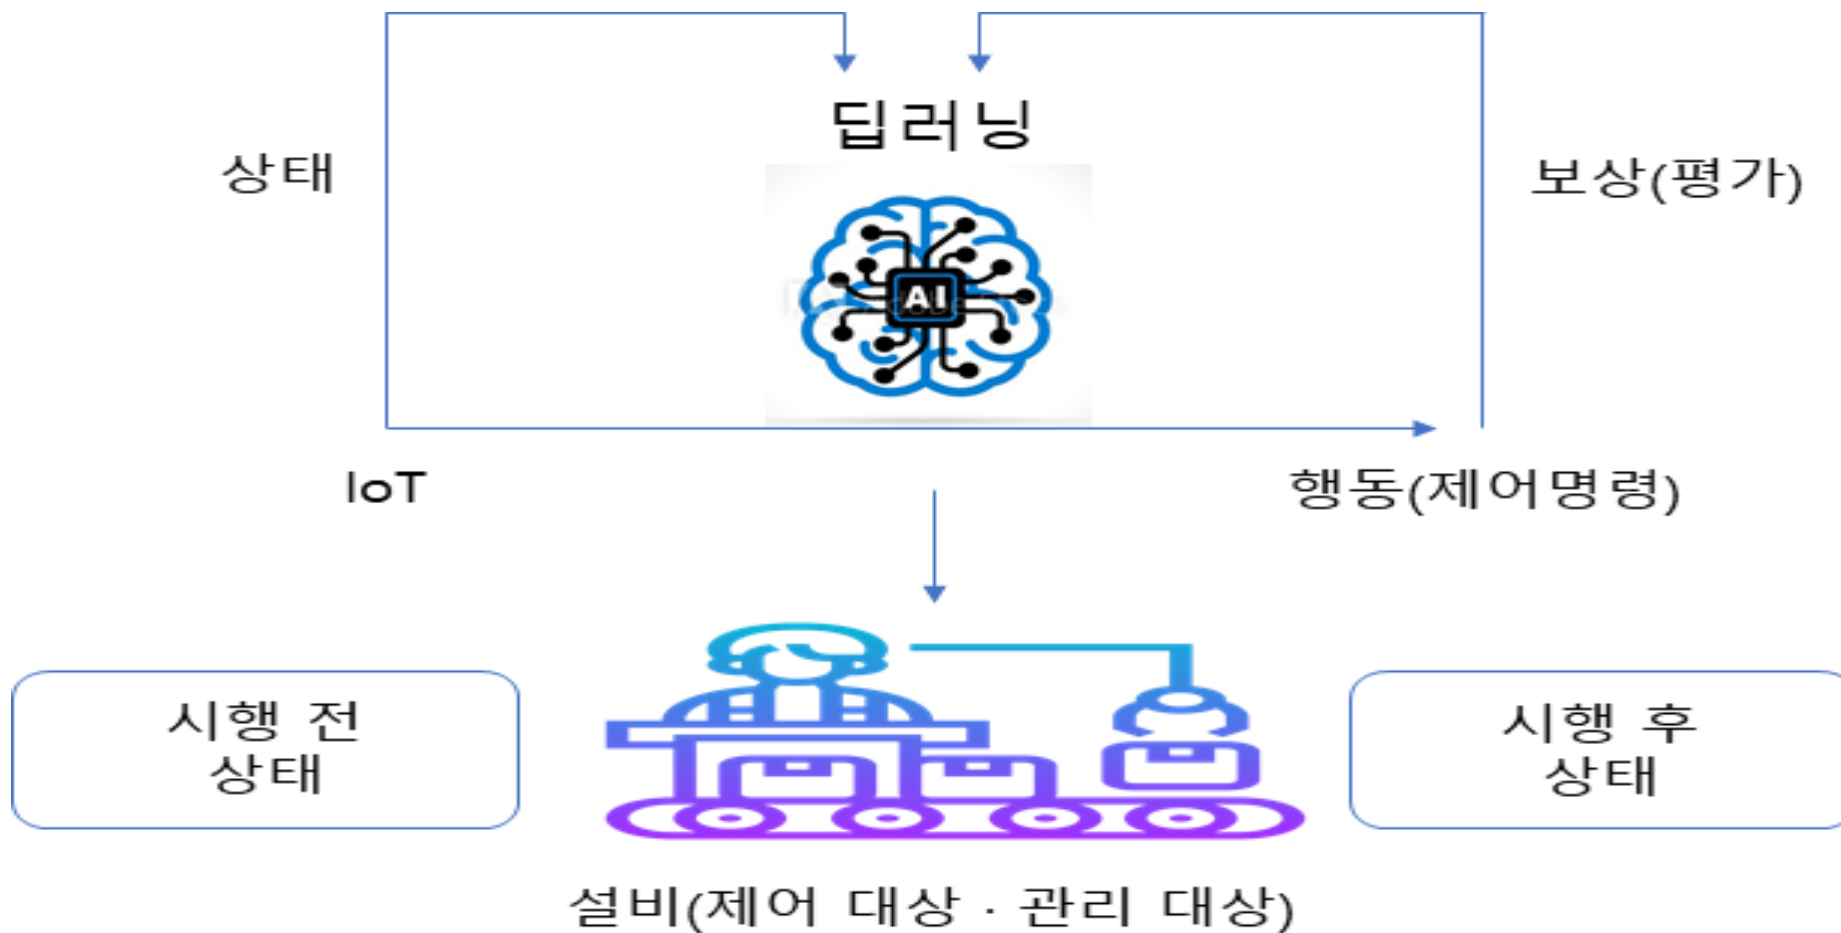 딥러닝
상태
보상(평가)
AI
IoT
행동(제어명령)
시행 전
상태
시행 후
상태
설비(제어 대상 · 관리 대상)